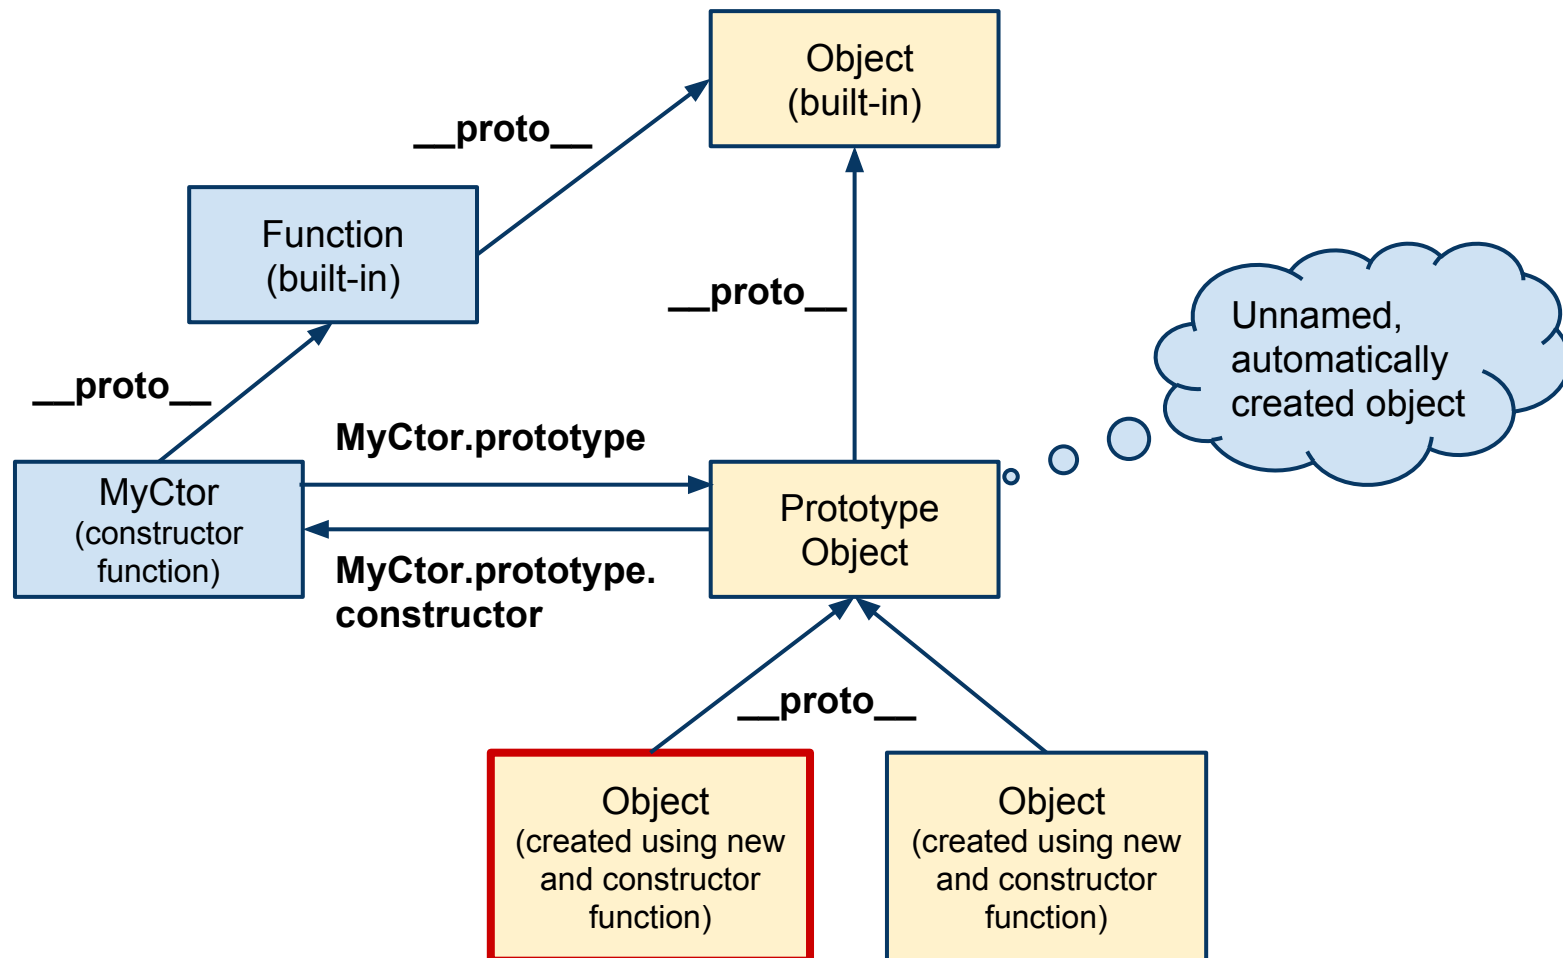 Object
(built-in)
__proto__
Function
(built-in)
__proto__
Unnamed,
automatically
created object
__proto__
MyCtor.prototype
MyCtor
(constructor
function)
Prototype
Object
MyCtor.prototype.
constructor
__proto__
Object
(created using new
and constructor
function)
Object
(created using new
and constructor
function)